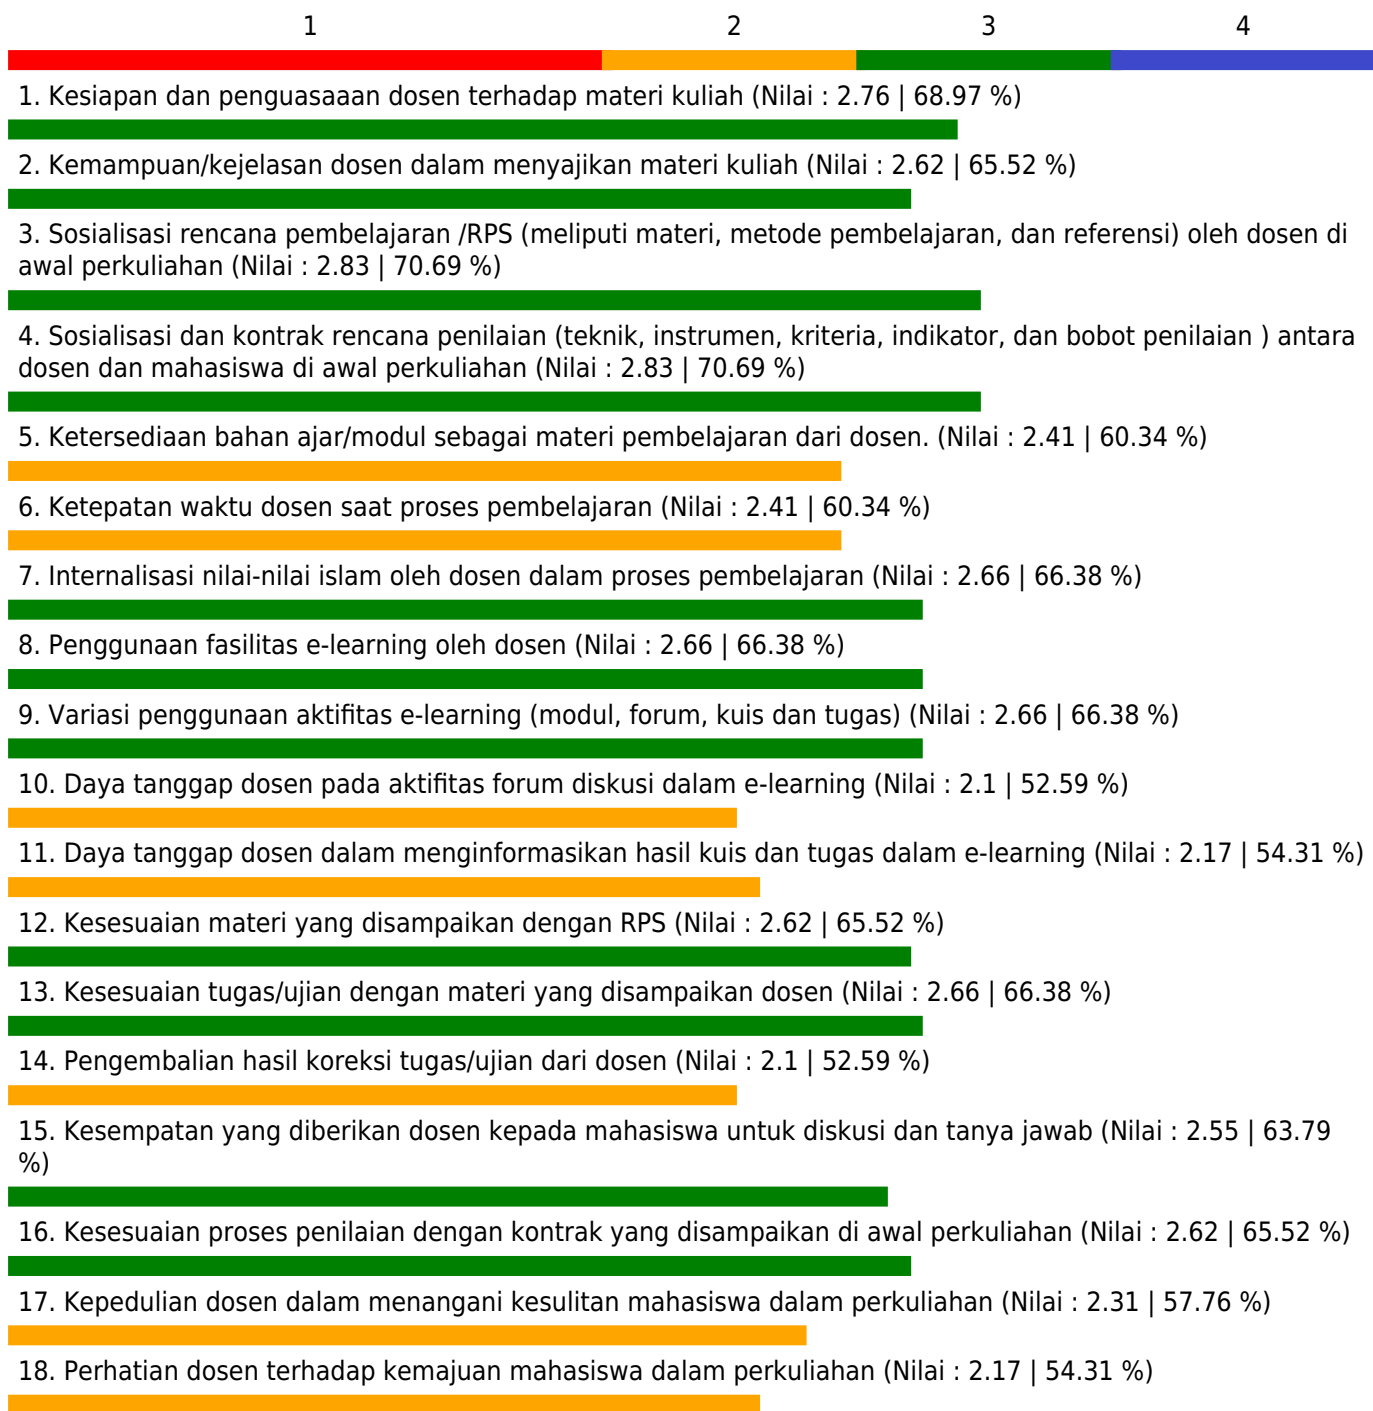 1 2 3 4
1. Kesiapan dan penguasaaan dosen terhadap materi kuliah (Nilai : 2.76 | 68.97 %)
2. Kemampuan/kejelasan dosen dalam menyajikan materi kuliah (Nilai : 2.62 | 65.52 %)
3. Sosialisasi rencana pembelajaran /RPS (meliputi materi, metode pembelajaran, dan referensi) oleh dosen di
awal perkuliahan (Nilai : 2.83 | 70.69 %)
4. Sosialisasi dan kontrak rencana penilaian (teknik, instrumen, kriteria, indikator, dan bobot penilaian ) antara
dosen dan mahasiswa di awal perkuliahan (Nilai : 2.83 | 70.69 %)
5. Ketersediaan bahan ajar/modul sebagai materi pembelajaran dari dosen. (Nilai : 2.41 | 60.34 %)
6. Ketepatan waktu dosen saat proses pembelajaran (Nilai : 2.41 | 60.34 %)
7. Internalisasi nilai-nilai islam oleh dosen dalam proses pembelajaran (Nilai : 2.66 | 66.38 %)
8. Penggunaan fasilitas e-learning oleh dosen (Nilai : 2.66 | 66.38 %)
9. Variasi penggunaan aktifitas e-learning (modul, forum, kuis dan tugas) (Nilai : 2.66 | 66.38 %)
10. Daya tanggap dosen pada aktifitas forum diskusi dalam e-learning (Nilai : 2.1 | 52.59 %)
11. Daya tanggap dosen dalam menginformasikan hasil kuis dan tugas dalam e-learning (Nilai : 2.17 | 54.31 %)
12. Kesesuaian materi yang disampaikan dengan RPS (Nilai : 2.62 | 65.52 %)
13. Kesesuaian tugas/ujian dengan materi yang disampaikan dosen (Nilai : 2.66 | 66.38 %)
14. Pengembalian hasil koreksi tugas/ujian dari dosen (Nilai : 2.1 | 52.59 %)
15. Kesempatan yang diberikan dosen kepada mahasiswa untuk diskusi dan tanya jawab (Nilai : 2.55 | 63.79
%)
16. Kesesuaian proses penilaian dengan kontrak yang disampaikan di awal perkuliahan (Nilai : 2.62 | 65.52 %)
17. Kepedulian dosen dalam menangani kesulitan mahasiswa dalam perkuliahan (Nilai : 2.31 | 57.76 %)
18. Perhatian dosen terhadap kemajuan mahasiswa dalam perkuliahan (Nilai : 2.17 | 54.31 %)